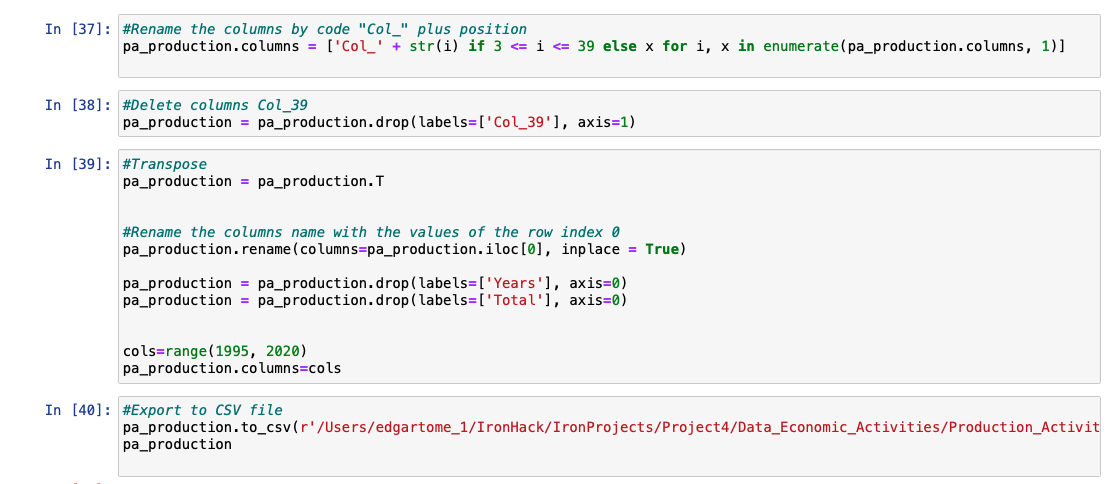 In [37]: #Rename the columns by code "Col_" plus position
pa_production.columns = ['Col_' + str(i) if 3 <= i <= 39 else x for i, x in enumerate(pa_production.columns, 1)]
In [38]: #Delete columns Col_39
pa_production = pa_production.drop(labels=['Col_39'], axis=1)
In [39]: #Transpose
pa_production = pa_production.T
#Rename the columns name with the values of the row index 0
pa_production.rename(columns=pa_production.iloc[0], inplace = True)
pa_production = pa_production.drop(labels=['Years'], axis=0)
pa_production = pa_production.drop(labels=['Total'], axis=0)
cols=range(1995, 2020)
pa_production.columns=cols
In [40]: #Export to CSV file
pa_production.to_csv(r'/Users/edgartome_1/IronHack/IronProjects/Project4/Data_Economic_Activities/Production_Activit
pa_production